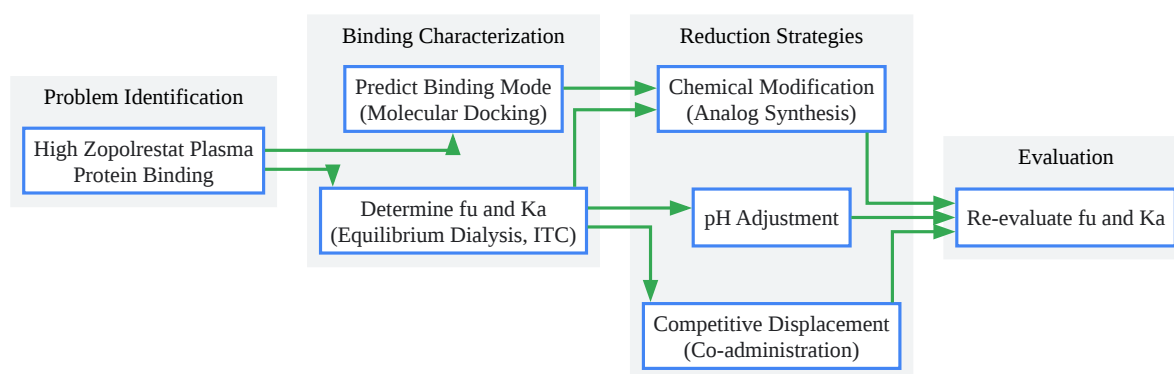 Problem Identification
High Zopolrestat Plasma
Protein Binding
Binding Characterization
Predict Binding Mode
(Molecular Docking)
Determine fu and Ka
(Equilibrium Dialysis, ITC)
Reduction Strategies
Chemical Modification
(Analog Synthesis)
pH Adjustment
Competitive Displacement
(Co-administration)
Evaluation
Re-evaluate fu and Ka